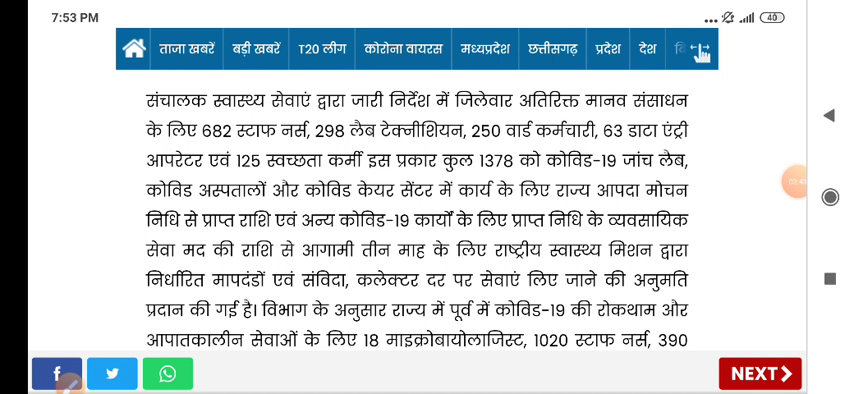 7:53 PM
40
ताजा खबरें बड़ी खबरें T20 लीग कोरोना वायरस मध्यप्रदेश छत्तीसगढ़ प्रदेश देश
संचालक स्वास्थ्य सेवाएं द्वारा जारी निर्देश में जिलेवार अतिरिक्त मानव संसाधन
के लिए 682 स्टाफ नर्स, 298 लैब टेक्नीशियन, 250 वार्ड कर्मचारी, 63 डाटा एंट्री
आपरेटर एवं 125 स्वच्छता कर्मी इस प्रकार कुल 1378 को कोविड-19 जांच लैब,
कोविड अस्पतालों और कोविड केयर सेंटर में कार्य के लिए राज्य आपदा मोचन
निधि से प्राप्त राशि एवं अन्य कोविड-19 कार्यों के लिए प्राप्त निधि के व्यवसायिक
सेवा मद की राशि से आगामी तीन माह के लिए राष्ट्रीय स्वास्थ्य मिशन द्वारा
निर्धारित मापदंडों एवं संविदा, कलेक्टर दर पर सेवाएं लिए जाने की अनुमति
प्रदान की गई है। विभाग के अनुसार राज्य में पूर्व में कोविड-19 की रोकथाम और
आपातकालीन सेवाओं के लिए 18 माइक्रोबायोलाजिस्ट, 1020 स्टाफ नर्स, 390
f
NEXT